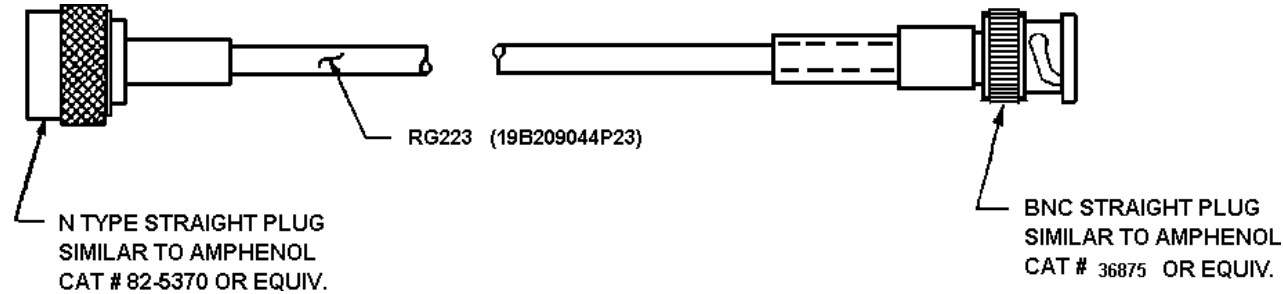 RG223 (19B209044P23)
N TYPE STRAIGHT PLUG
SIMILAR TO AMPHENOL
CAT # 82-5370 OR EQUIV.
BNC STRAIGHT PLUG
SIMILAR TO AMPHENOL
CAT # 36875 OR EQUIV.